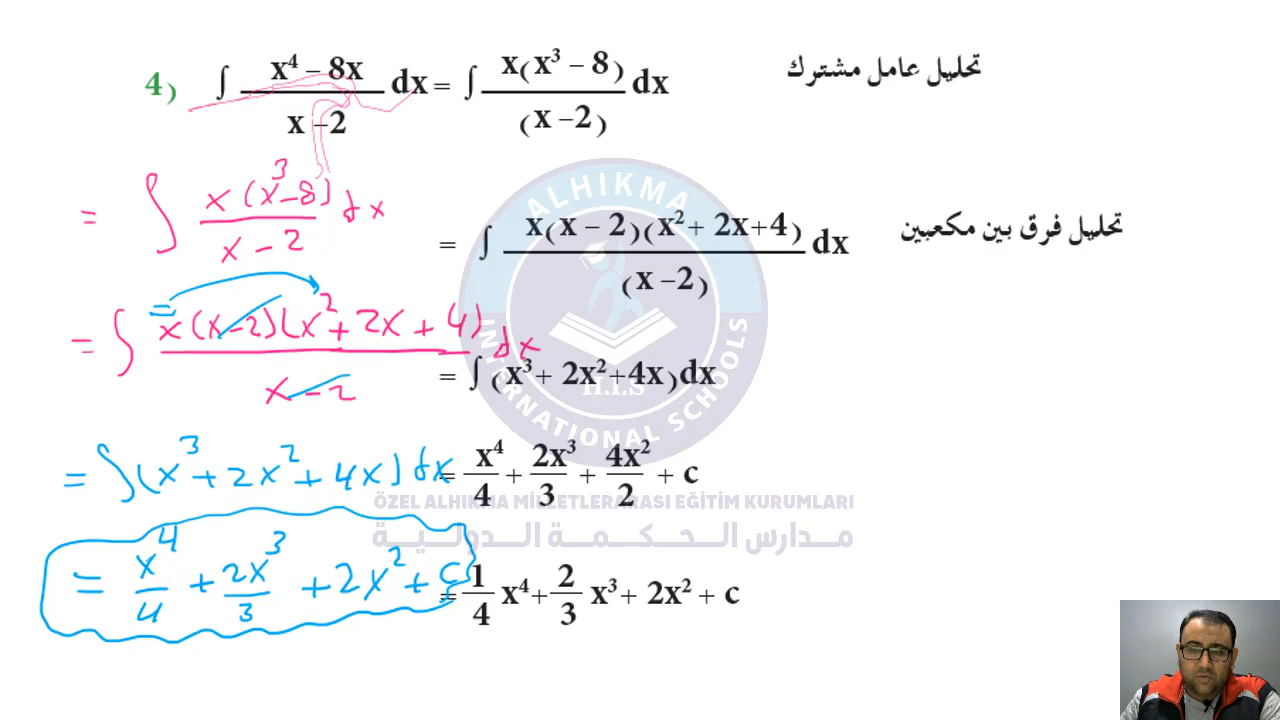 4) ∫ (x⁴ – 8x)/(x – 2) dx = ∫ x(x³ – 8)/(x – 2) dx تحليل عامل مشترك
= ∫ x(x³–8)/(x – 2) dx
= ∫ x(x – 2)(x² + 2x+4)/(x – 2) dx تحليل فرق بين مكعبين
= ∫ x(x–2)(x²+2x+4)/(x – 2) dx
= ∫ (x³ + 2x²+4x)dx
= ∫(x³+2x²+4x)dx
= x⁴/4 + 2x³/3 + 4x²/2 + c
= x⁴/4 + 2x³/3 + 2x² + c
= 1/4 x⁴+ 2/3 x³+ 2x² + c
ALHIKMA
INTERNATIONAL SCHOOLS
H.I.S
ÖZEL ALHIKMA MİLLETLERARASI EĞİTİM KURUMLARI
مدارس الحكمة الدولية